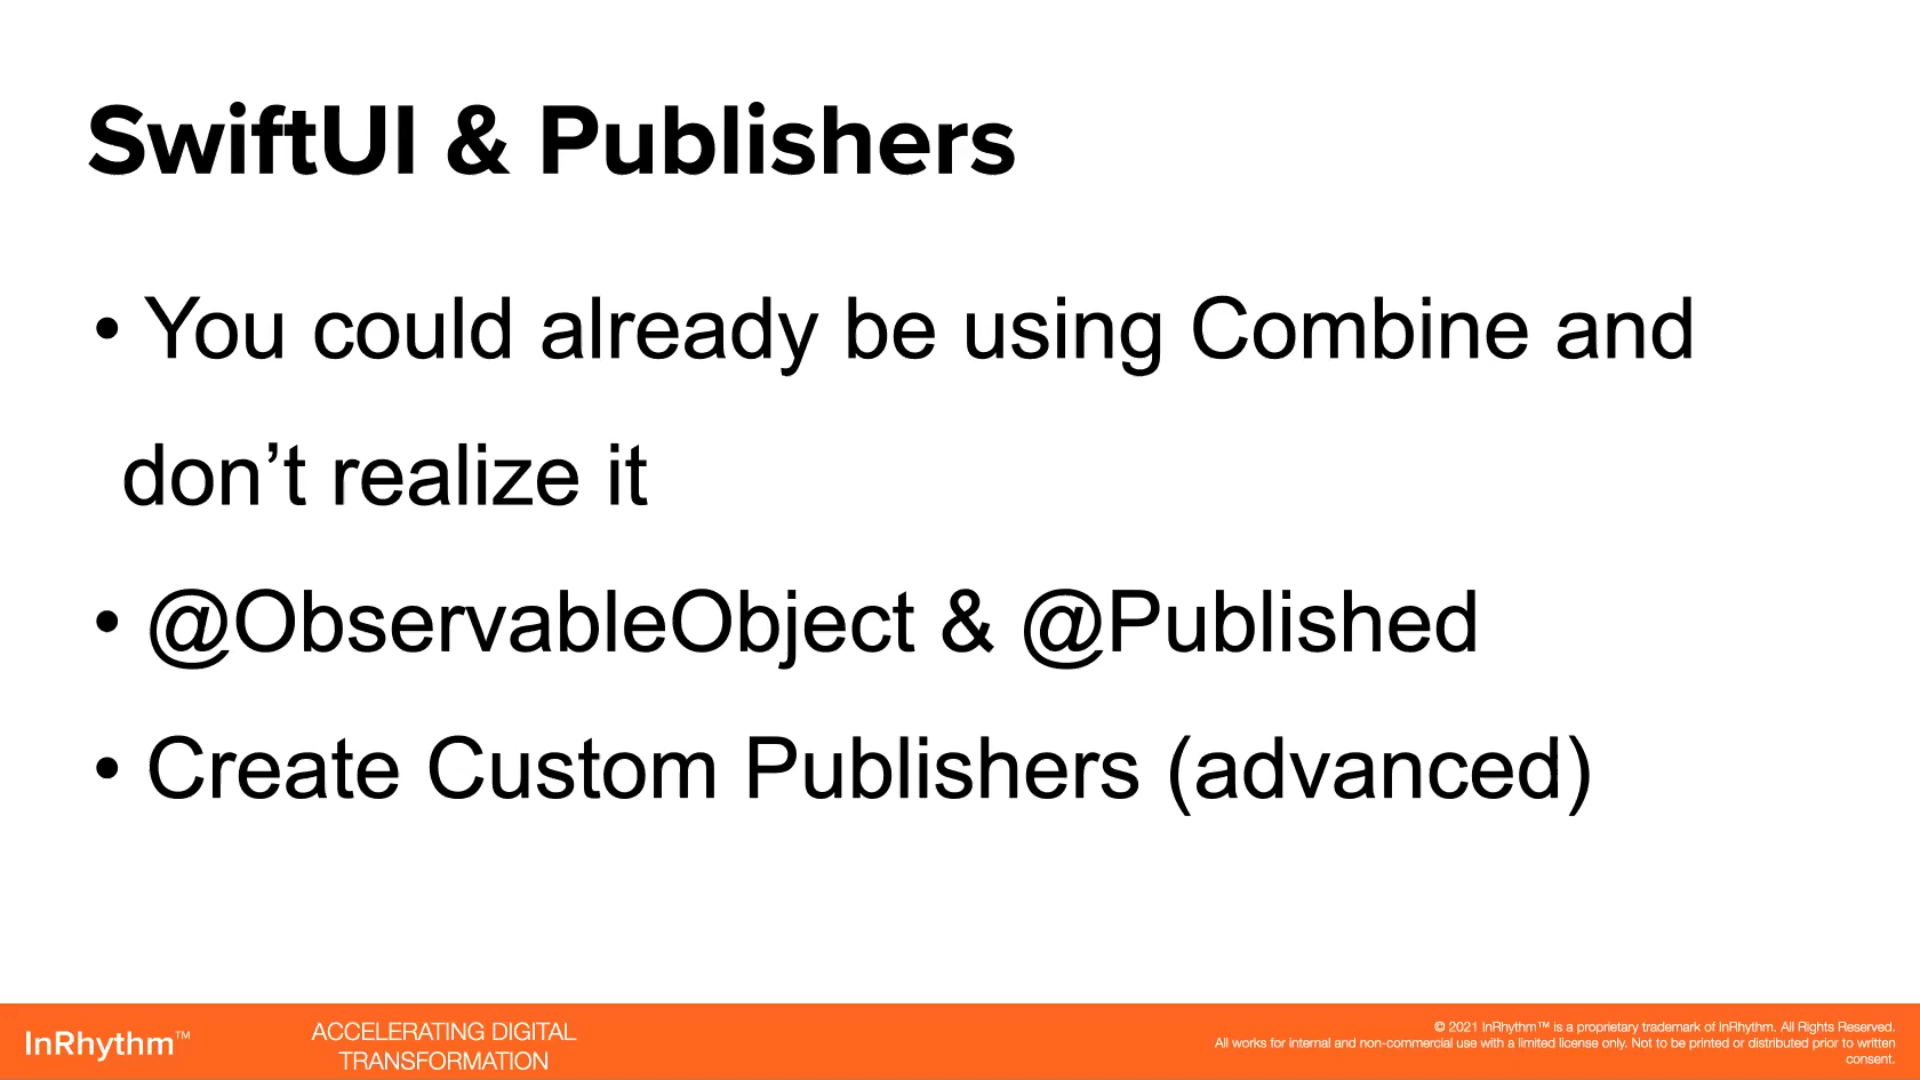 SwiftUI & Publishers
• You could already be using Combine and
don’t realize it
• @ObservableObject & @Published
• Create Custom Publishers (advanced)
InRhythm™
ACCELERATING DIGITAL
TRANSFORMATION
© 2021 InRhythm™ is a proprietary trademark of InRhythm. All Rights Reserved.
All works for internal and non-commercial use with a limited license only. Not to be printed or distributed prior to written
consent.